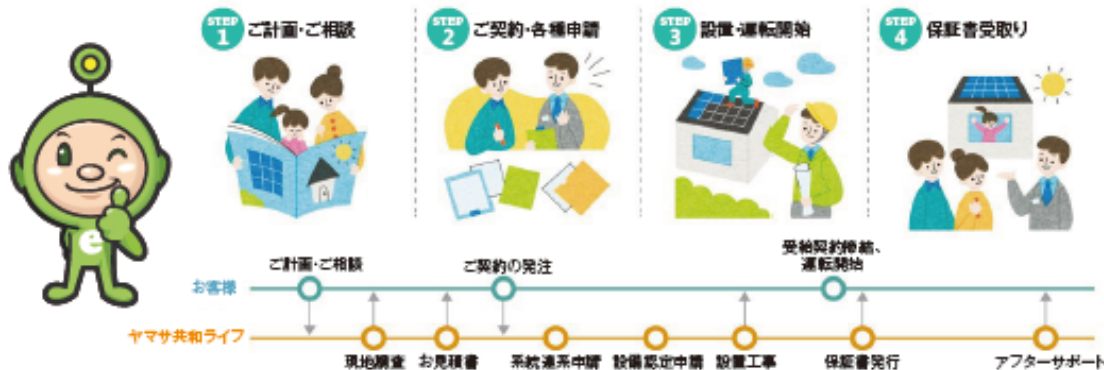 STEP 1 ご計画・ご相談
STEP 2 ご契約・各種申請
STEP 3 設置・運転開始
STEP 4 保証書受取り
e
ご計画・ご相談
ご契約の発注
受給契約締結、
運転開始
お客様
ヤマサ共和ライフ
現地調査
お見積書
系統連系申請
設備認定申請
設置工事
保証書発行
アフターサポート